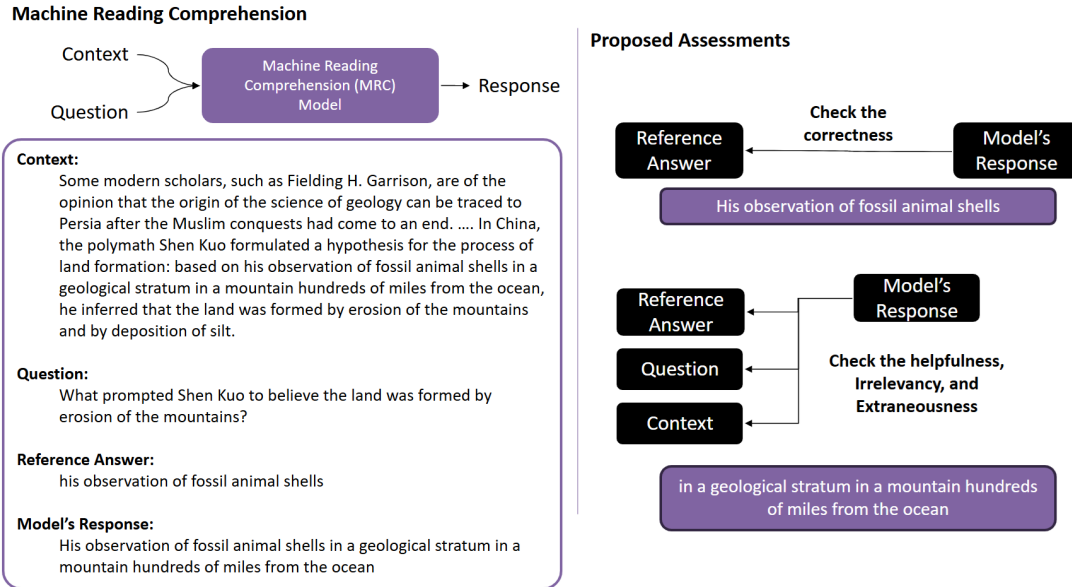 Machine Reading Comprehension
Context
Question
Machine Reading
Comprehension (MRC)
Model
Response
Context:
Some modern scholars, such as Fielding H. Garrison, are of the
opinion that the origin of the science of geology can be traced to
Persia after the Muslim conquests had come to an end. .... In China,
the polymath Shen Kuo formulated a hypothesis for the process of
land formation: based on his observation of fossil animal shells in a
geological stratum in a mountain hundreds of miles from the ocean,
he inferred that the land was formed by erosion of the mountains
and by deposition of silt.
Question:
What prompted Shen Kuo to believe the land was formed by
erosion of the mountains?
Reference Answer:
his observation of fossil animal shells
Model's Response:
His observation of fossil animal shells in a geological stratum in a
mountain hundreds of miles from the ocean
Proposed Assessments
Reference
Answer
Check the
correctness
Model's
Response
His observation of fossil animal shells
Reference
Answer
Question
Context
Model's
Response
Check the helpfulness,
Irrelevancy, and
Extraneousness
in a geological stratum in a mountain hundreds
of miles from the ocean